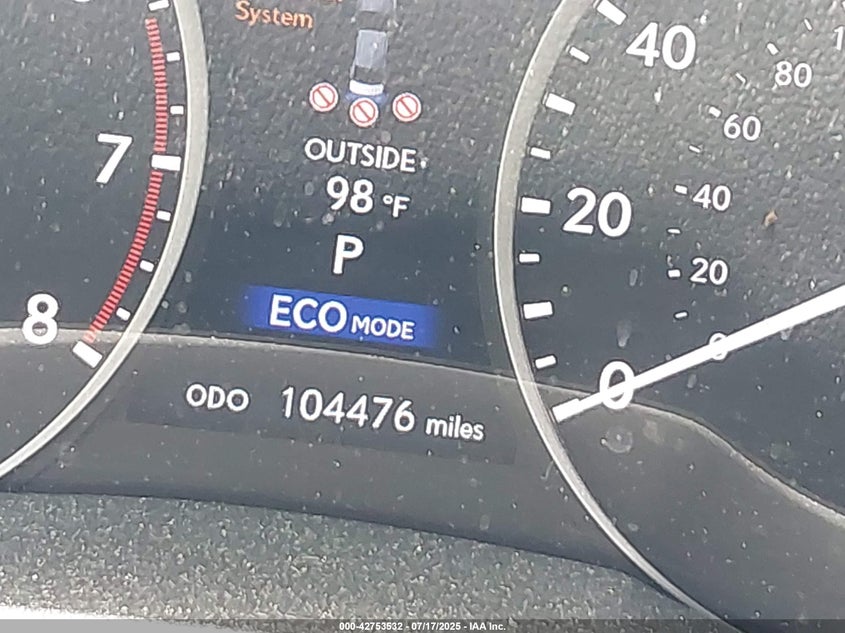 System
OUTSIDE
98 °F
P
ECO MODE
ODO 104476 miles
7
8
40
20
0
80
60
40
20
0
000-42753532 - 07/17/2025 - IAA Inc.